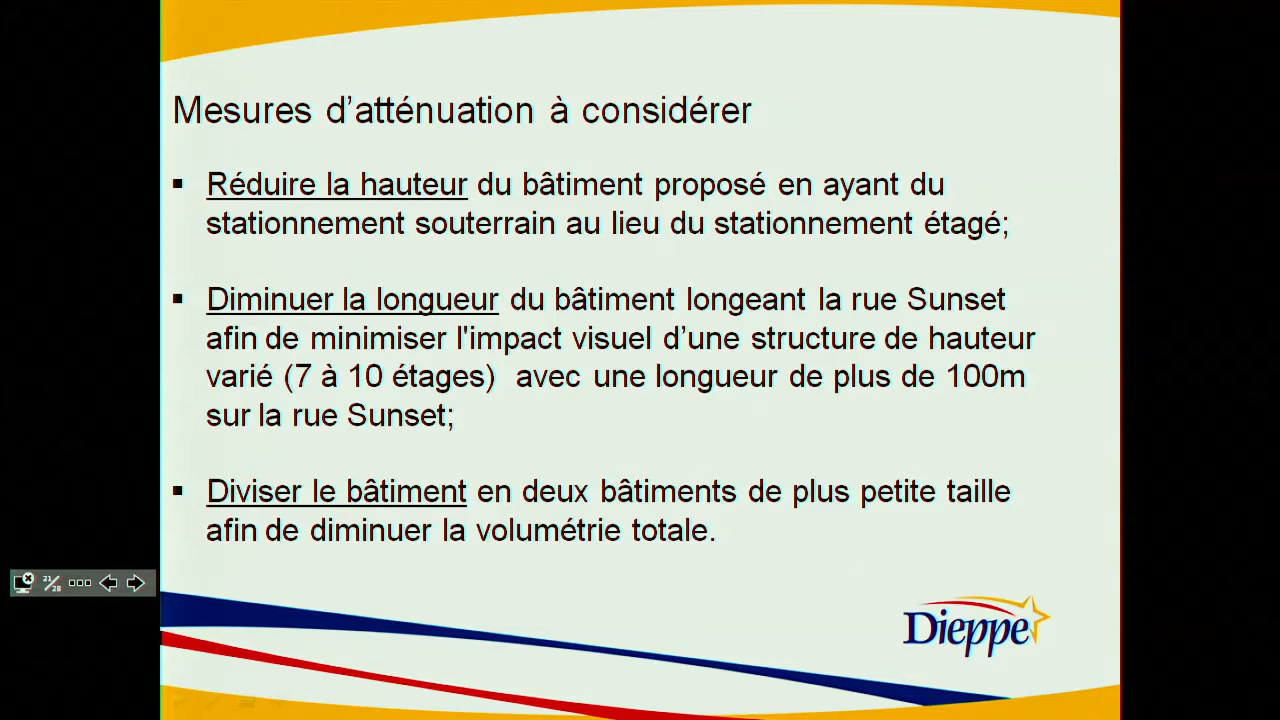 Mesures d’atténuation à considérer
▪ Réduire la hauteur du bâtiment proposé en ayant du
stationnement souterrain au lieu du stationnement étagé;
▪ Diminuer la longueur du bâtiment longeant la rue Sunset
afin de minimiser l'impact visuel d’une structure de hauteur
varié (7 à 10 étages) avec une longueur de plus de 100m
sur la rue Sunset;
▪ Diviser le bâtiment en deux bâtiments de plus petite taille
afin de diminuer la volumétrie totale.
21/28
Dieppe